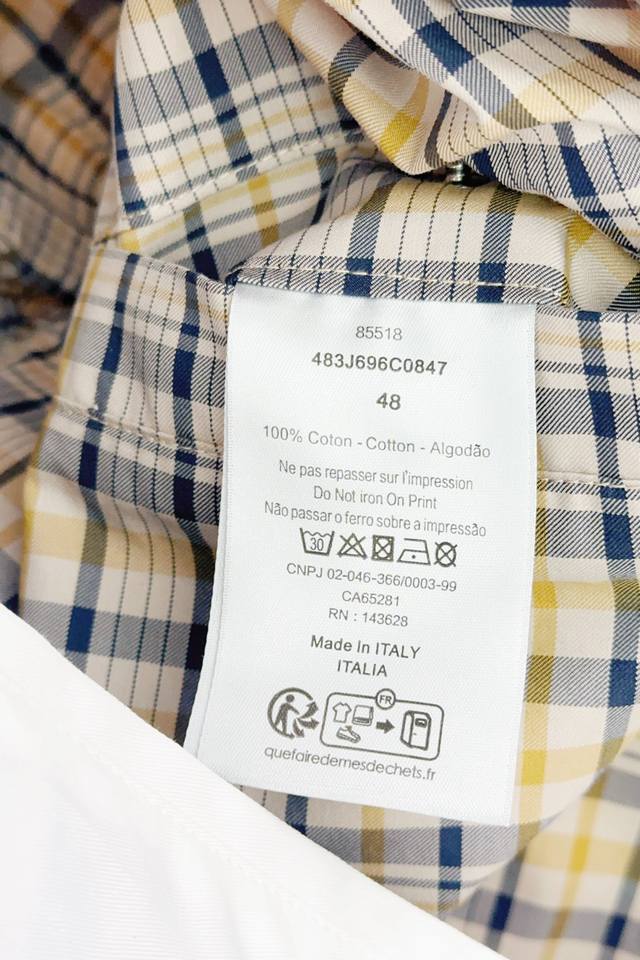 85518
483J696C0847
48
100% Coton - Cotton - Algodão
Ne pas repasser sur l'impression
Do Not iron On Print
Não passar o ferro sobre a impressão
30
CNPJ 02-046-366/0003-99
CA65281
RN : 143628
Made in ITALY
ITALIA
FR
quefairedemesdechets.fr